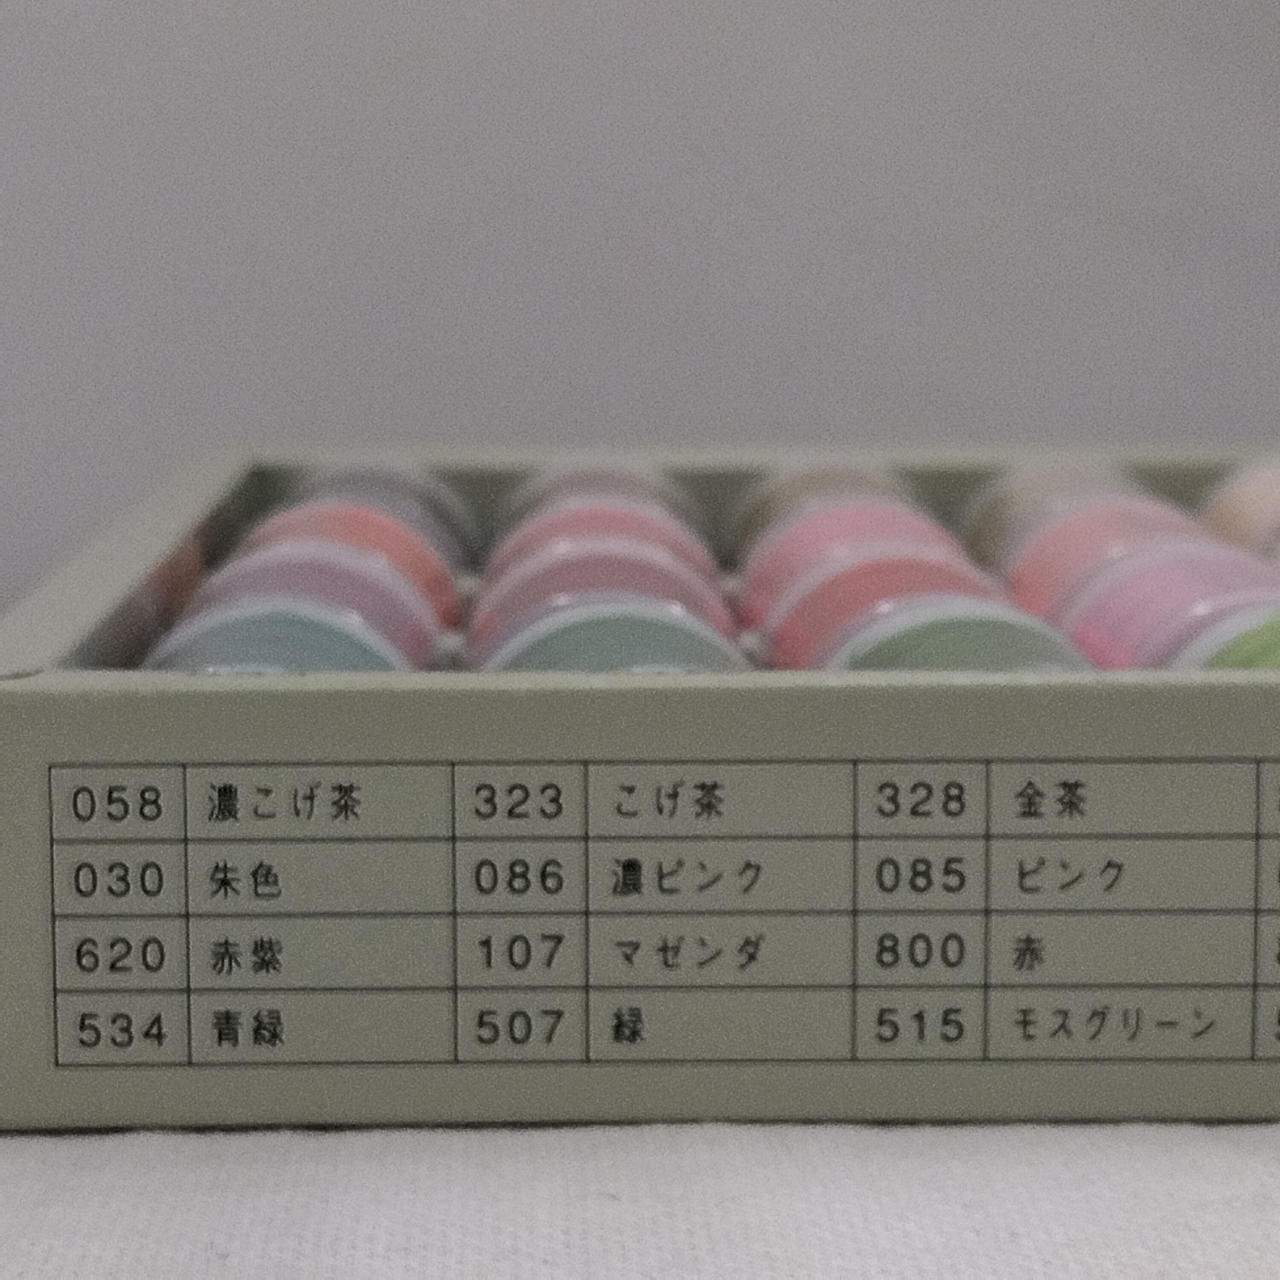 058 濃こげ茶 323 こげ茶 328 金茶
030 朱色 086 濃ピンク 085 ピンク
620 赤紫 107 マゼンダ 800 赤
534 青緑 507 緑 515 モスグリーン